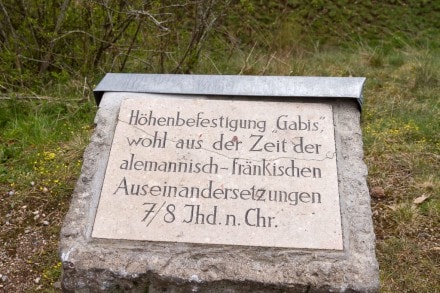 Höhenbefestigung „Gabis”,
wohl aus der Zeit der
alemannisch-fränkischen
Auseinandersetzungen
7/8 Jhd. n. Chr.